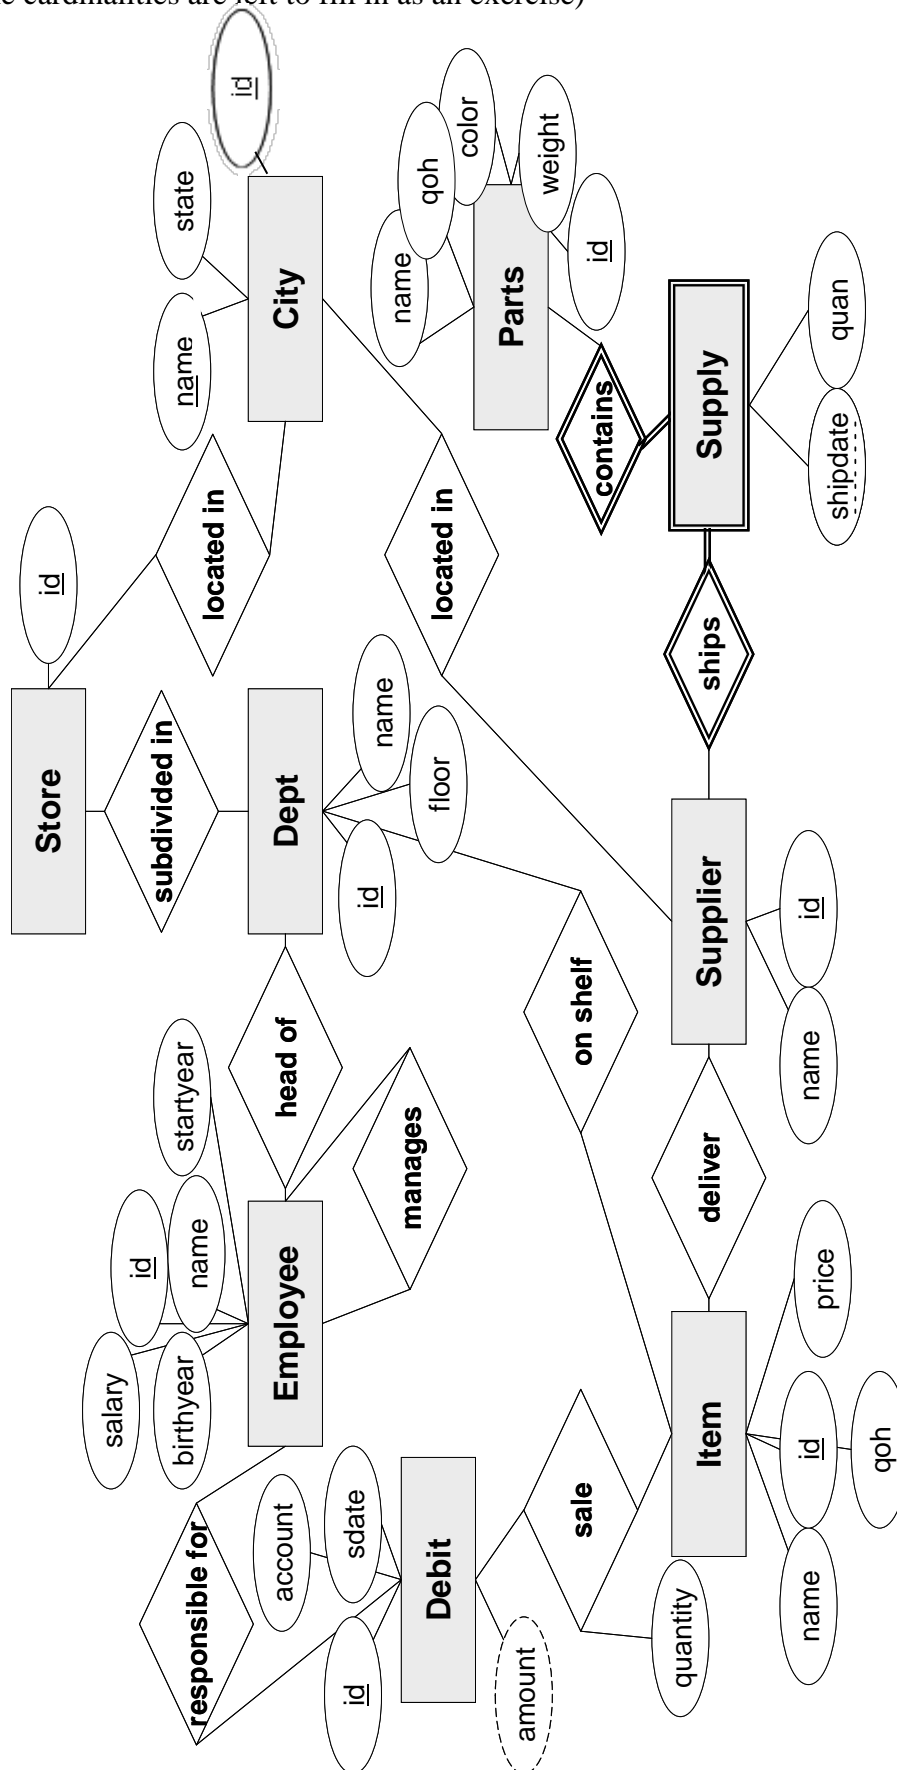 e cardinalities are left to fill in as an exercise)
id
state
name
City
color
qoh
weight
name
id
Parts
located in
located in
contains
Supply
quan
shipdate
ships
id
Store
subdivided in
Dept
name
floor
id
head of
on shelf
Supplier
id
name
deliver
startyear
id
name
salary
birthyear
Employee
manages
responsible for
account
sdate
id
Debit
amount
sale
quantity
Item
price
id
qoh
name